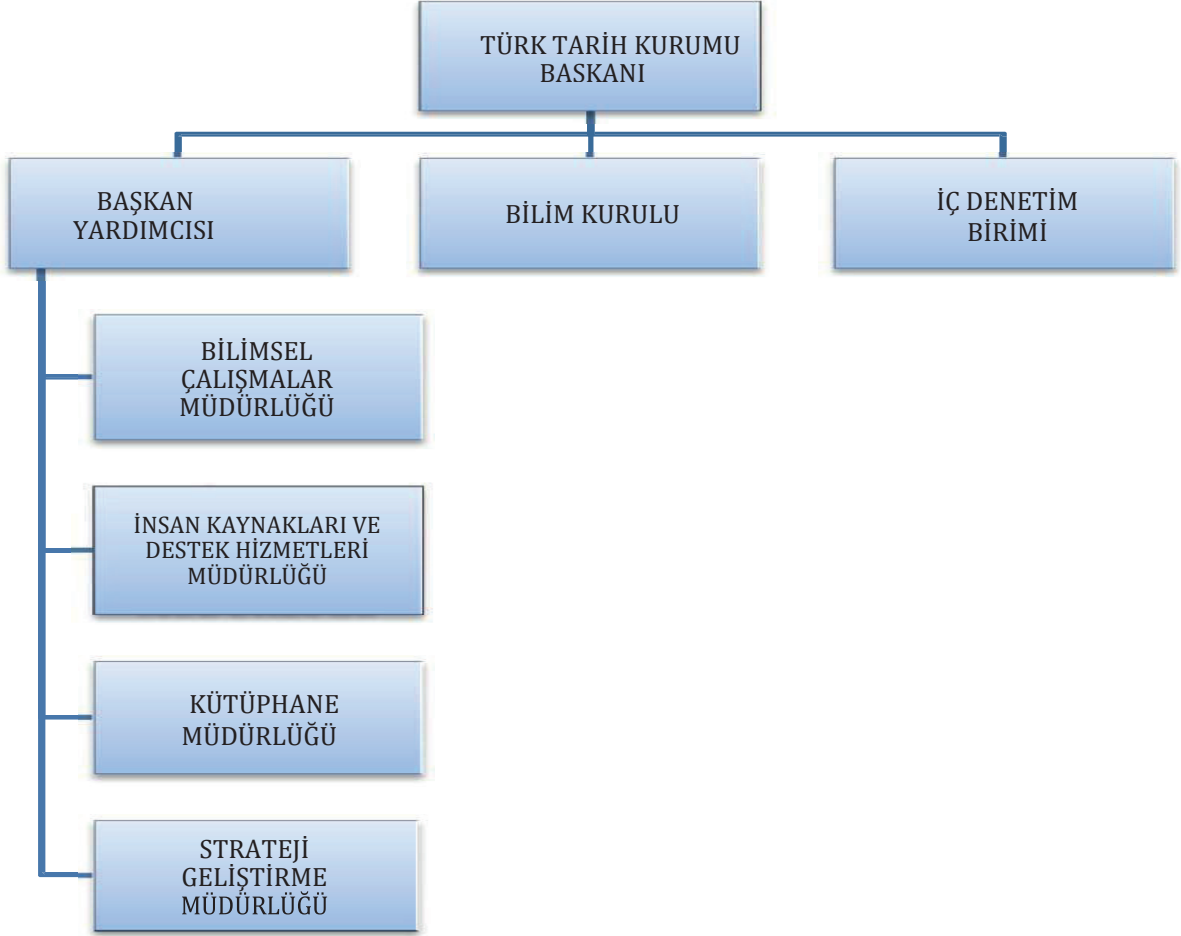 TÜRK TARİH KURUMU
BASKANI
BAŞKAN
YARDIMCISI
BİLİM KURULU
İÇ DENETİM
BİRİMİ
BİLİMSEL
ÇALIŞMALAR
MÜDÜRLÜĞÜ
İNSAN KAYNAKLARI VE
DESTEK HİZMETLERİ
MÜDÜRLÜĞÜ
KÜTÜPHANE
MÜDÜRLÜĞÜ
STRATEJİ
GELİŞTİRME
MÜDÜRLÜĞÜ